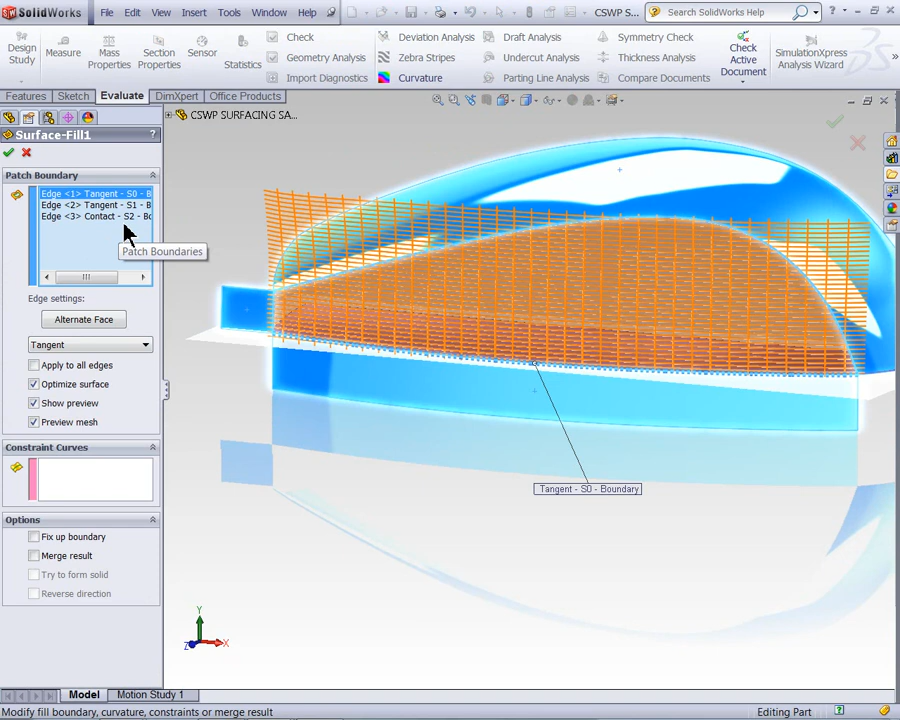 SolidWorks File Edit View Insert Tools Window Help CSWP S... Search SolidWorks Help
Design Study
Measure
Mass Properties
Section Properties
Sensor
Statistics
Check
Geometry Analysis
Import Diagnostics
Deviation Analysis
Zebra Stripes
Curvature
Draft Analysis
Undercut Analysis
Parting Line Analysis
Symmetry Check
Thickness Analysis
Compare Documents
Check Active Document
SimulationXpress Analysis Wizard
Features Sketch Evaluate DimXpert Office Products
CSWP SURFACING SA...
Surface-Fill1 ?
Patch Boundary
Edge <1> Tangent - S0 - B
Edge <2> Tangent - S1 - B
Edge <3> Contact - S2 - Bo
Patch Boundaries
Edge settings:
Alternate Face
Tangent
Apply to all edges
Optimize surface
Show preview
Preview mesh
Constraint Curves
Tangent - S0 - Boundary
Options
Fix up boundary
Merge result
Try to form solid
Reverse direction
Y
Z X
Model Motion Study 1
Modify fill boundary, curvature, constraints or merge result Editing Part